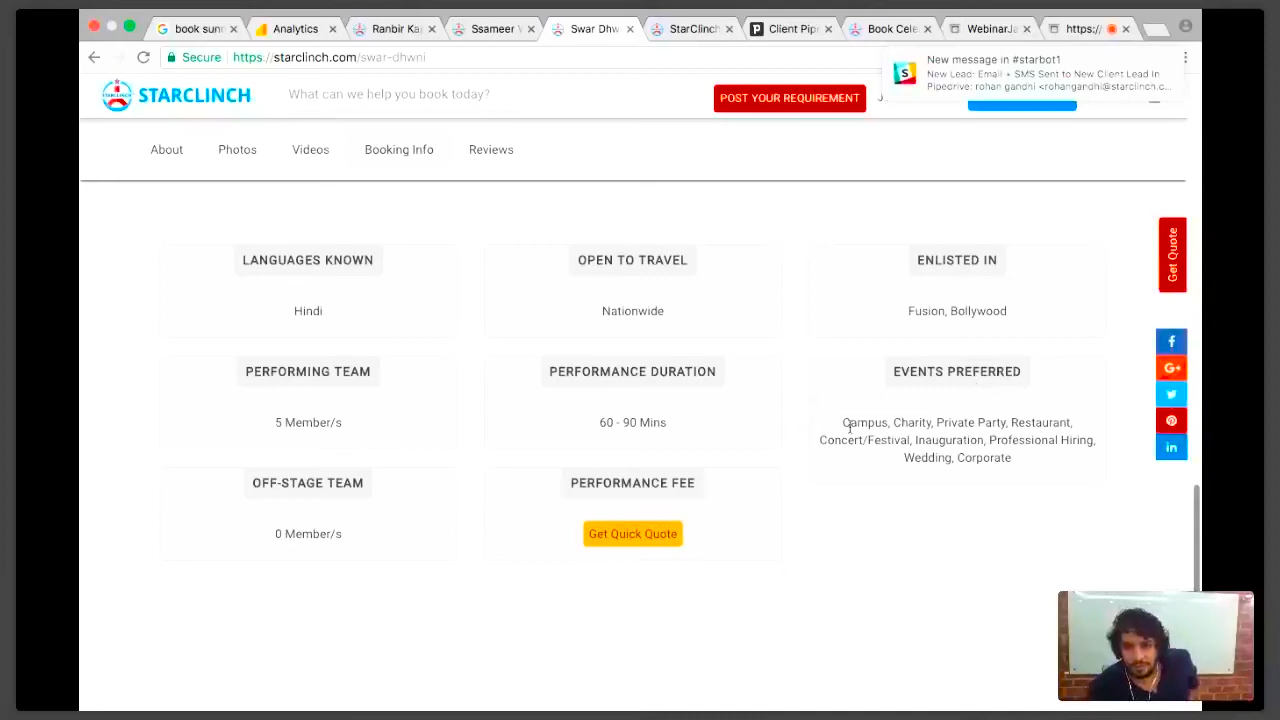 book sunn
Analytics
Ranbir Ka
Ssameer
Swar Dhw
StarClinch
Client Pip
Book Cele
WebinarJa
https:/
Secure
https://starclinch.com/swar-dhwni
New message in #starbot1
New Lead: Email + SMS Sent to New Client Lead In
Pipedrive: rohan gandhi <rohangandhi@starclinch.c...
STARCLINCH
What can we help you book today?
POST YOUR REQUIREMENT
About
Photos
Videos
Booking Info
Reviews
Get Quote
LANGUAGES KNOWN
Hindi
OPEN TO TRAVEL
Nationwide
ENLISTED IN
Fusion, Bollywood
PERFORMING TEAM
5 Member/s
PERFORMANCE DURATION
60 - 90 Mins
EVENTS PREFERRED
Campus, Charity, Private Party, Restaurant,
Concert/Festival, Inauguration, Professional Hiring,
Wedding, Corporate
OFF-STAGE TEAM
0 Member/s
PERFORMANCE FEE
Get Quick Quote